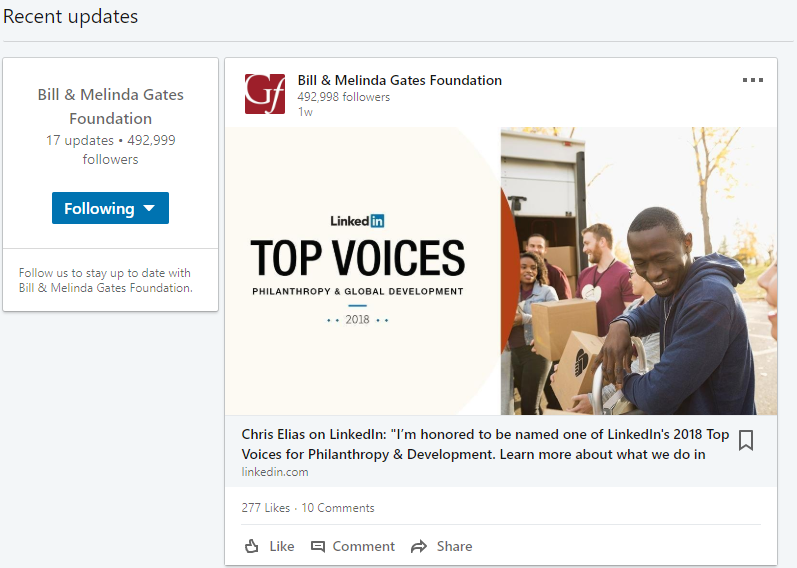 Recent updates
Bill & Melinda Gates
Foundation
17 updates • 492,999
followers
Following
Follow us to stay up to date with
Bill & Melinda Gates Foundation.
Gf
Bill & Melinda Gates Foundation
492,998 followers
1w
Linked in
TOP VOICES
PHILANTHROPY & GLOBAL DEVELOPMENT
•• 2018 ••
Chris Elias on LinkedIn: "I'm honored to be named one of LinkedIn's 2018 Top
Voices for Philanthropy & Development. Learn more about what we do in
linkedin.com
277 Likes · 10 Comments
Like Comment Share